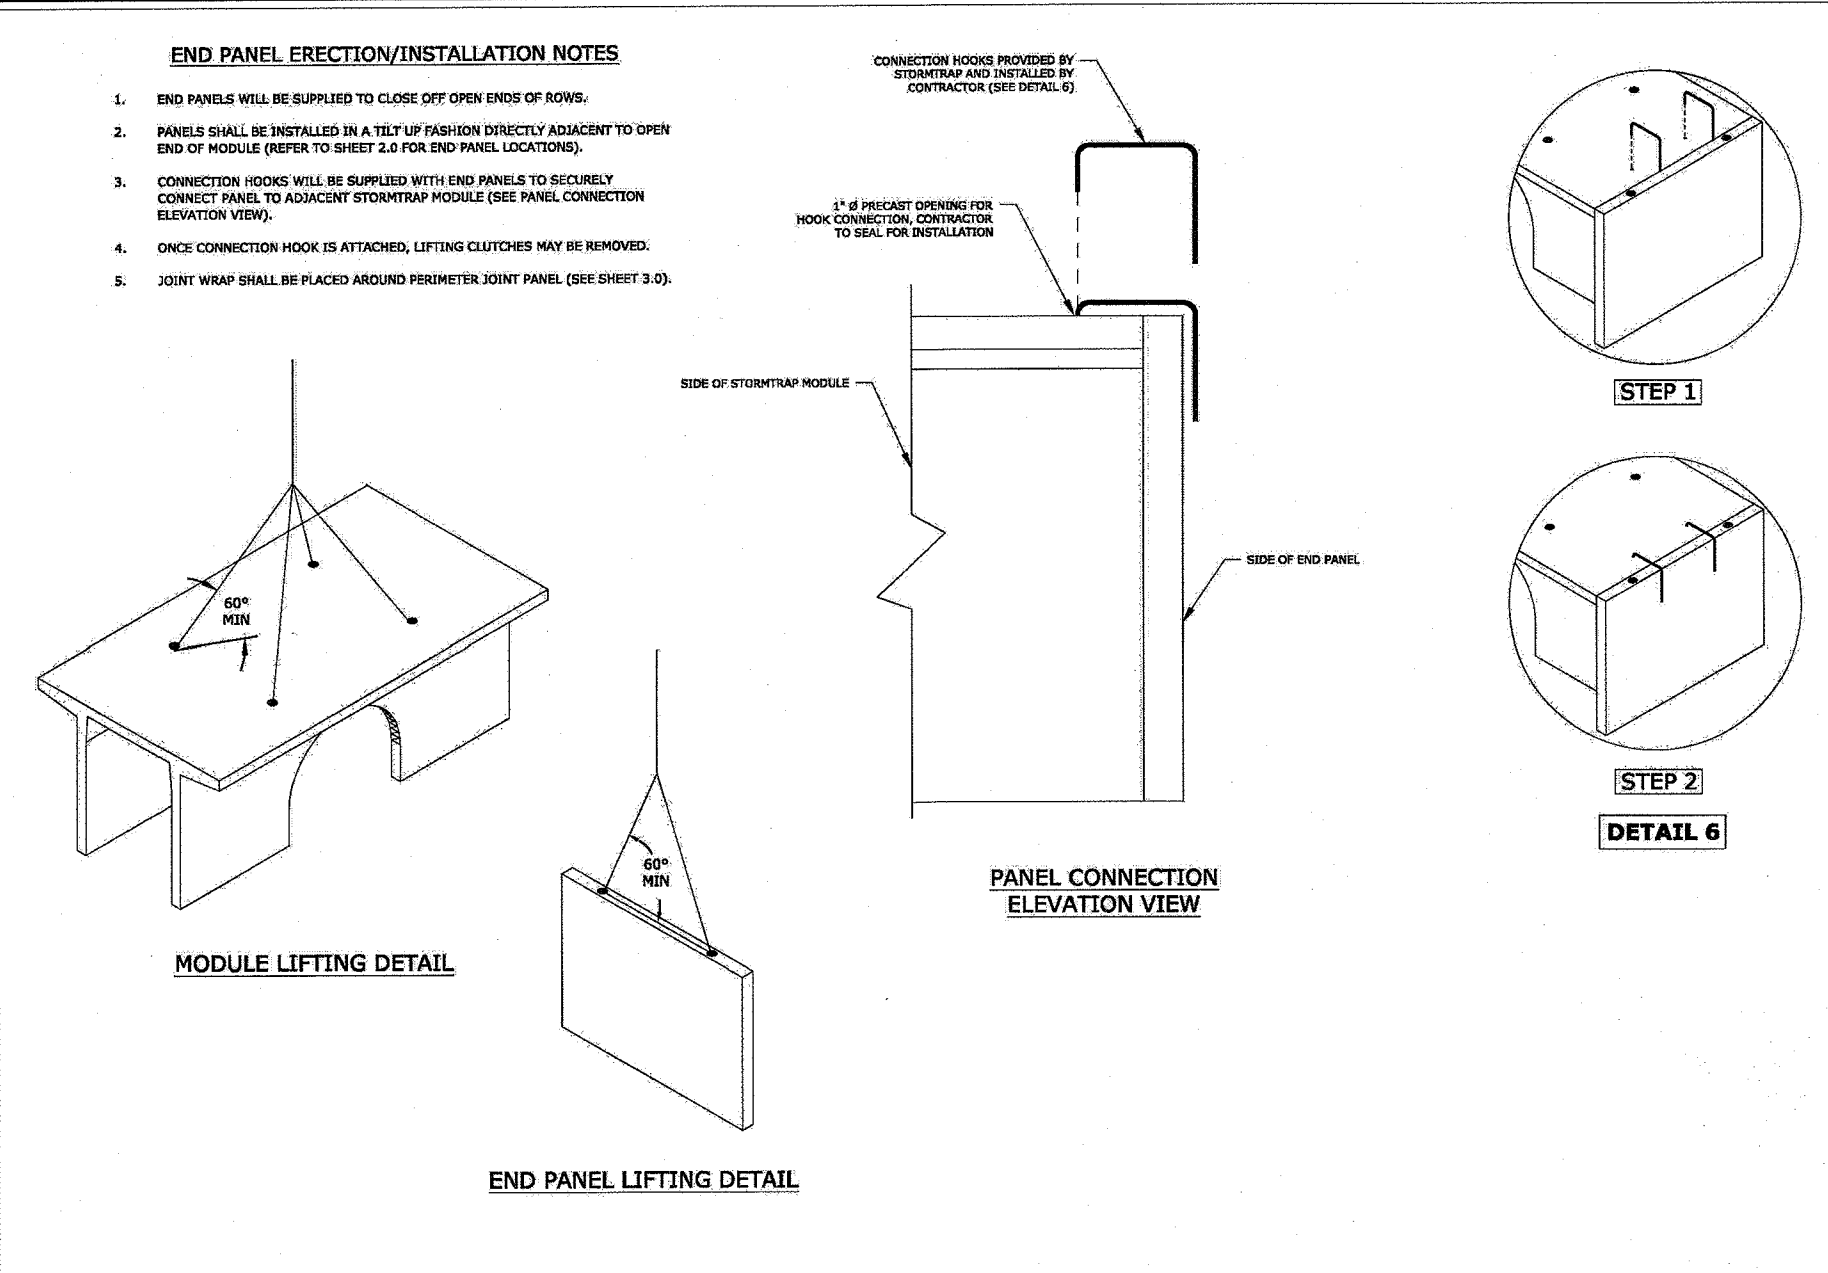 END PANEL ERECTION/INSTALLATION NOTES
1. END PANELS WILL BE SUPPLIED TO CLOSE OFF OPEN ENDS OF ROWS.
2. PANELS SHALL BE INSTALLED IN A TILT UP FASHION DIRECTLY ADJACENT TO OPEN
END OF MODULE (REFER TO SHEET 2.0 FOR END PANEL LOCATIONS).
3. CONNECTION HOOKS WILL BE SUPPLIED WITH END PANELS TO SECURELY
CONNECT PANEL TO ADJACENT STORMTRAP MODULE (SEE PANEL CONNECTION
ELEVATION VIEW).
4. ONCE CONNECTION HOOK IS ATTACHED, LIFTING CLUTCHES MAY BE REMOVED.
5. JOINT WRAP SHALL BE PLACED AROUND PERIMETER JOINT PANEL (SEE SHEET 3.0).
60°
MIN
MODULE LIFTING DETAIL
60°
MIN
END PANEL LIFTING DETAIL
CONNECTION HOOKS PROVIDED BY
STORMTRAP AND INSTALLED BY
CONTRACTOR (SEE DETAIL 6)
1" Ø PRECAST OPENING FOR
HOOK CONNECTION, CONTRACTOR
TO SEAL FOR INSTALLATION
SIDE OF STORMTRAP MODULE
SIDE OF END PANEL
PANEL CONNECTION
ELEVATION VIEW
STEP 1
STEP 2
DETAIL 6